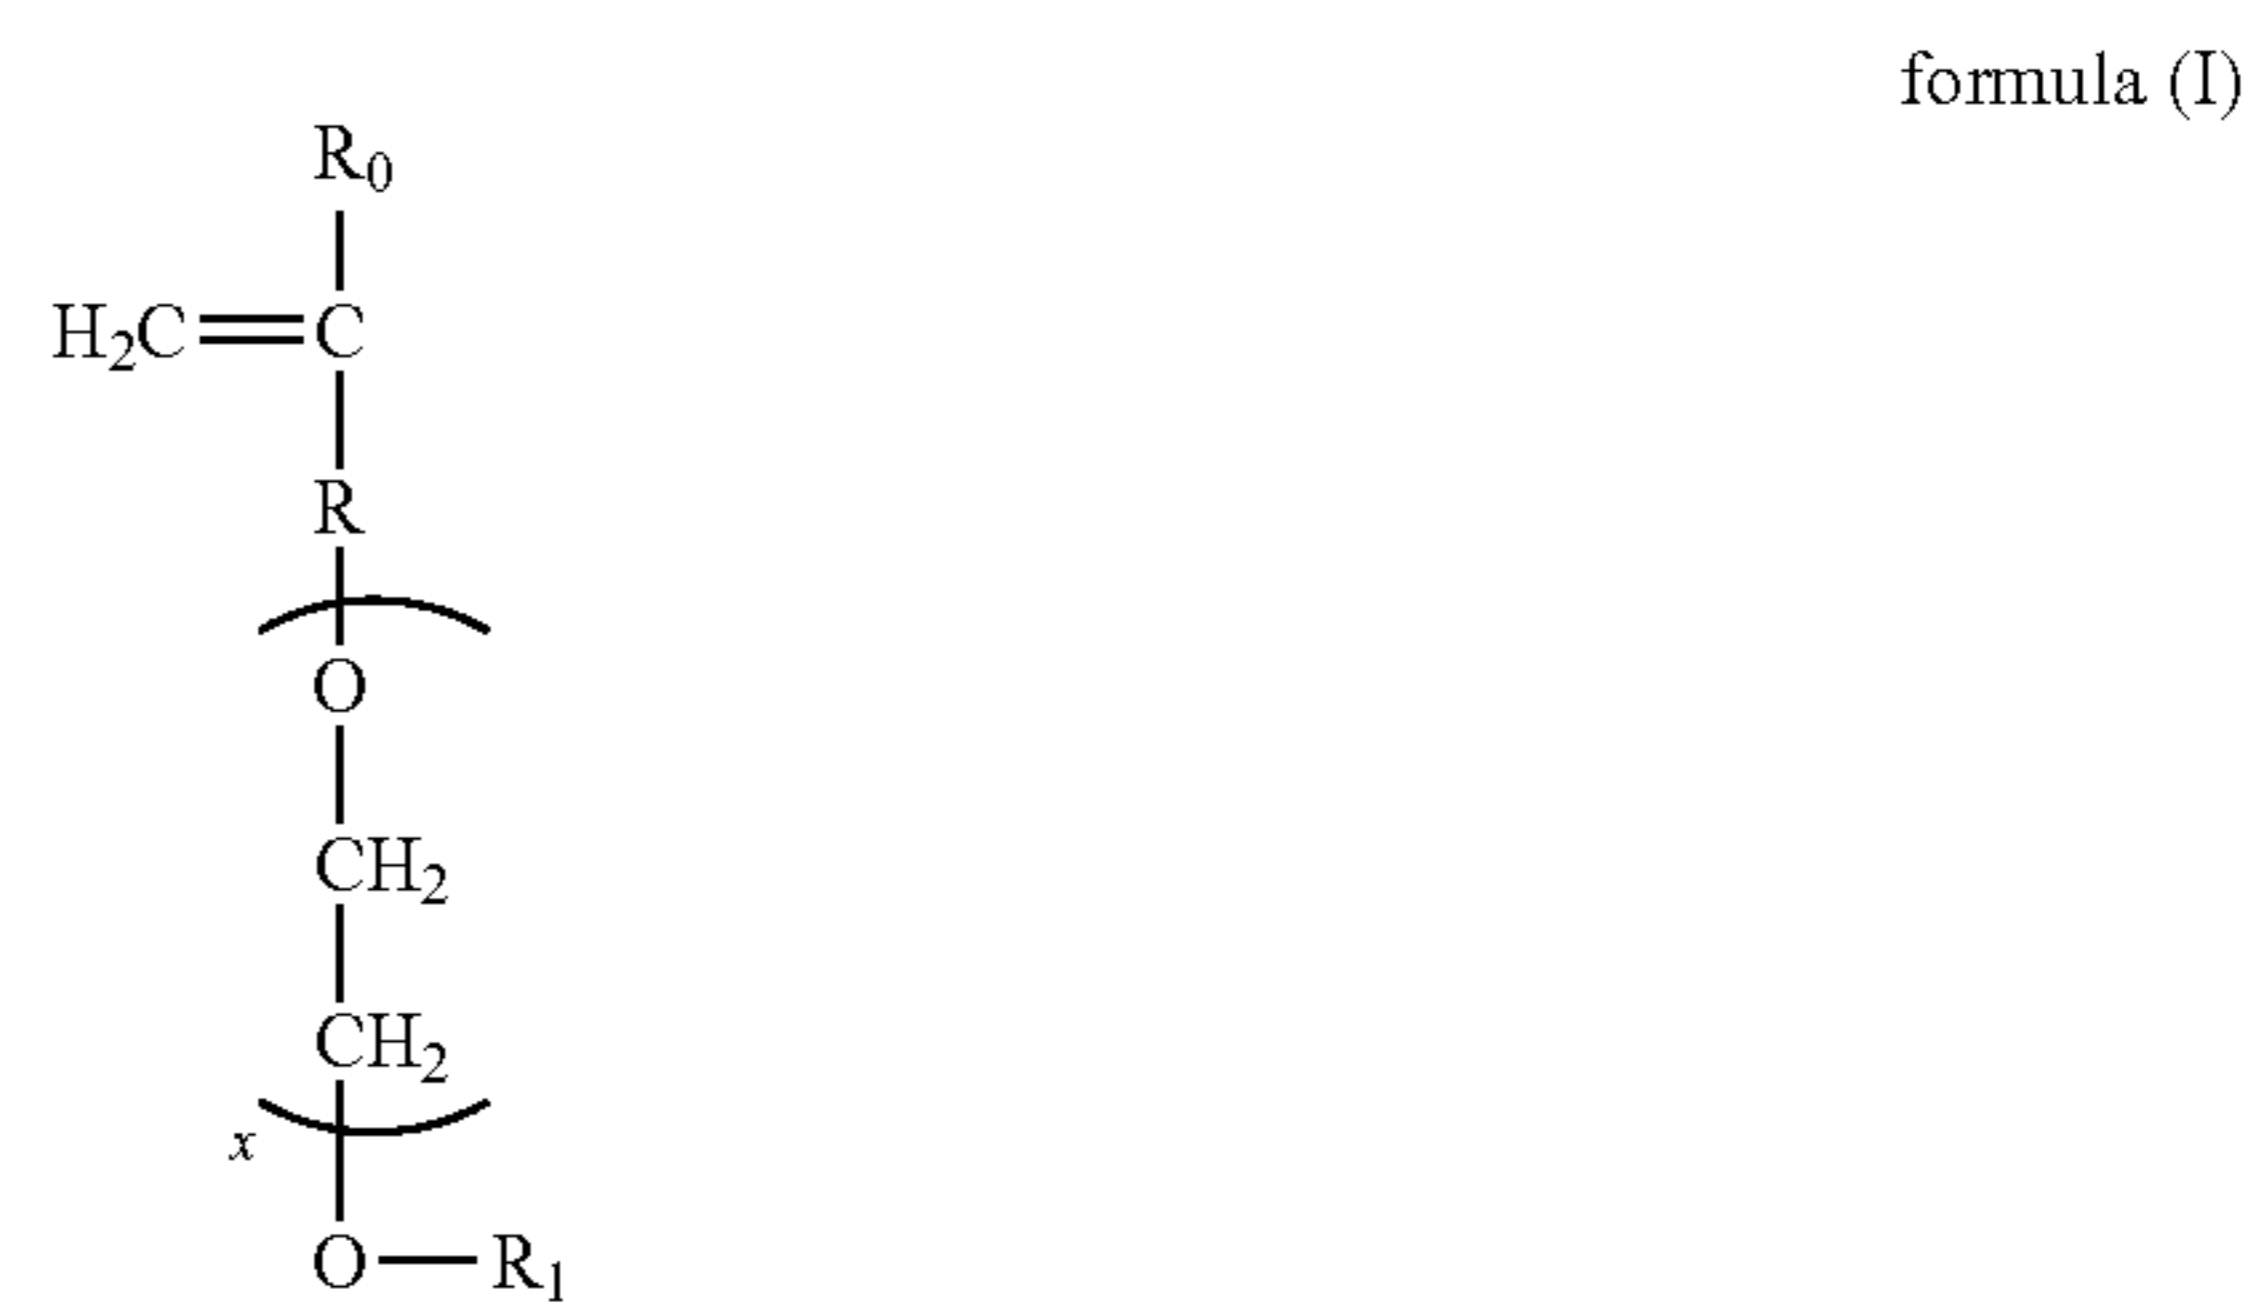 formula (I)
R0
H2C=C
R
O
CH2
CH2
x
O—R1